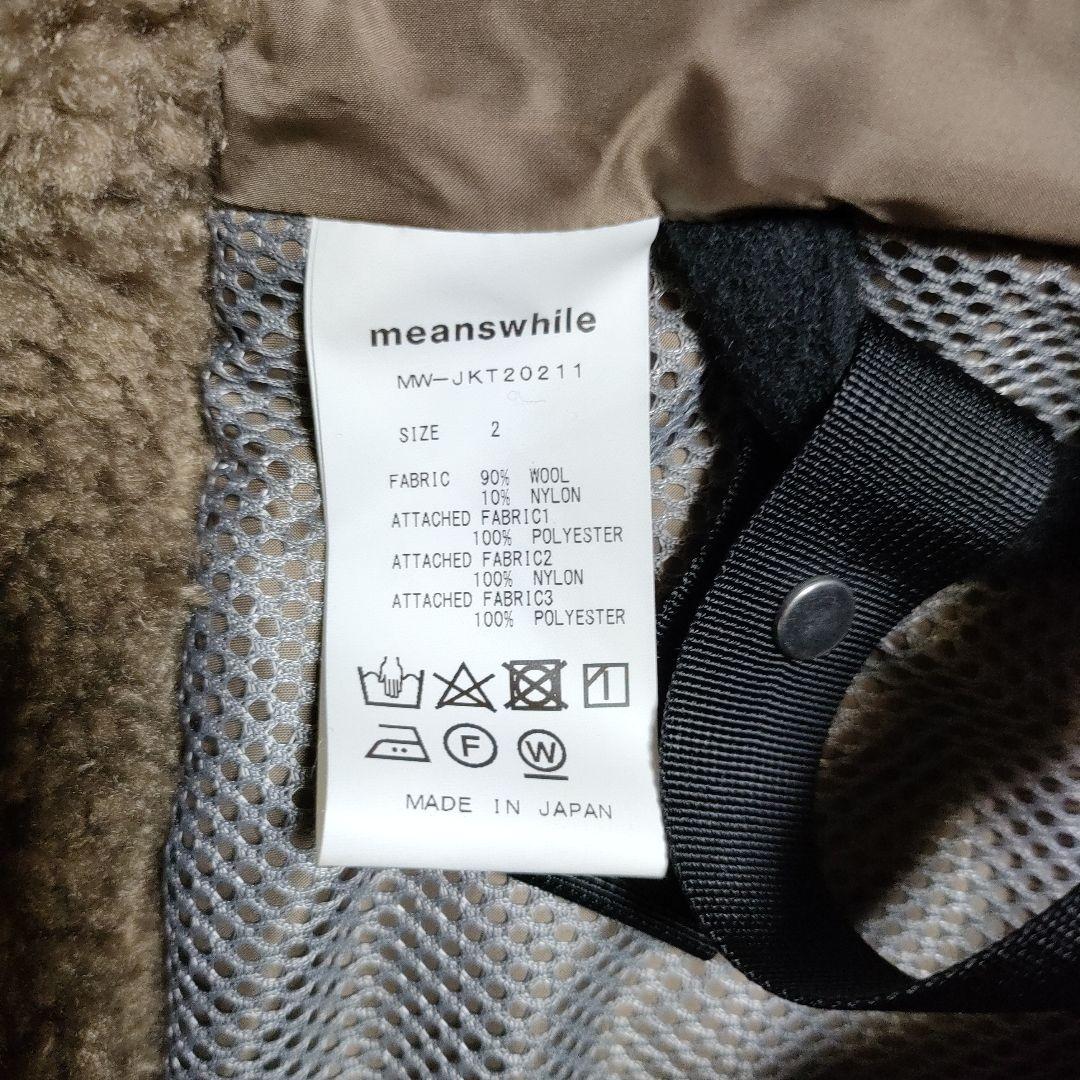 meanswhile
MW-JKT20211
SIZE 2
FABRIC 90% WOOL
10% NYLON
ATTACHED FABRIC1
100% POLYESTER
ATTACHED FABRIC2
100% NYLON
ATTACHED FABRIC3
100% POLYESTER
F W
MADE IN JAPAN